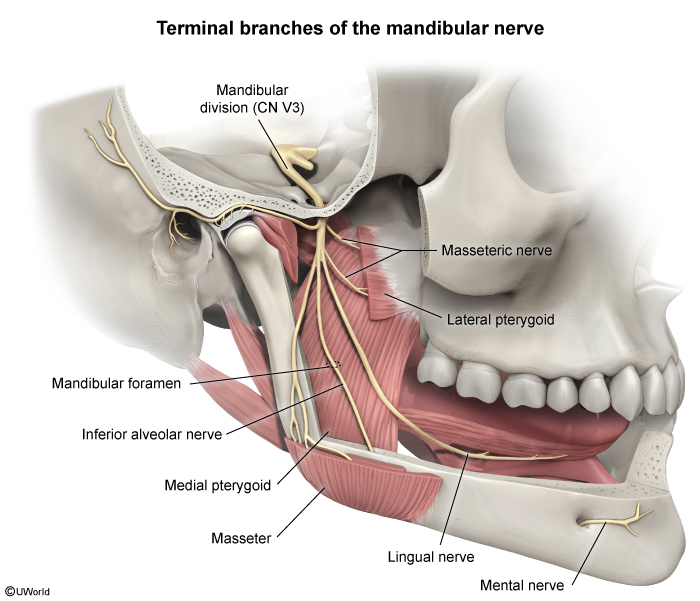 Terminal branches of the mandibular nerve
Mandibular
division (CN V3)
Masseteric nerve
Lateral pterygoid
Mandibular foramen
Inferior alveolar nerve
Medial pterygoid
Masseter
Lingual nerve
Mental nerve
©UWorld